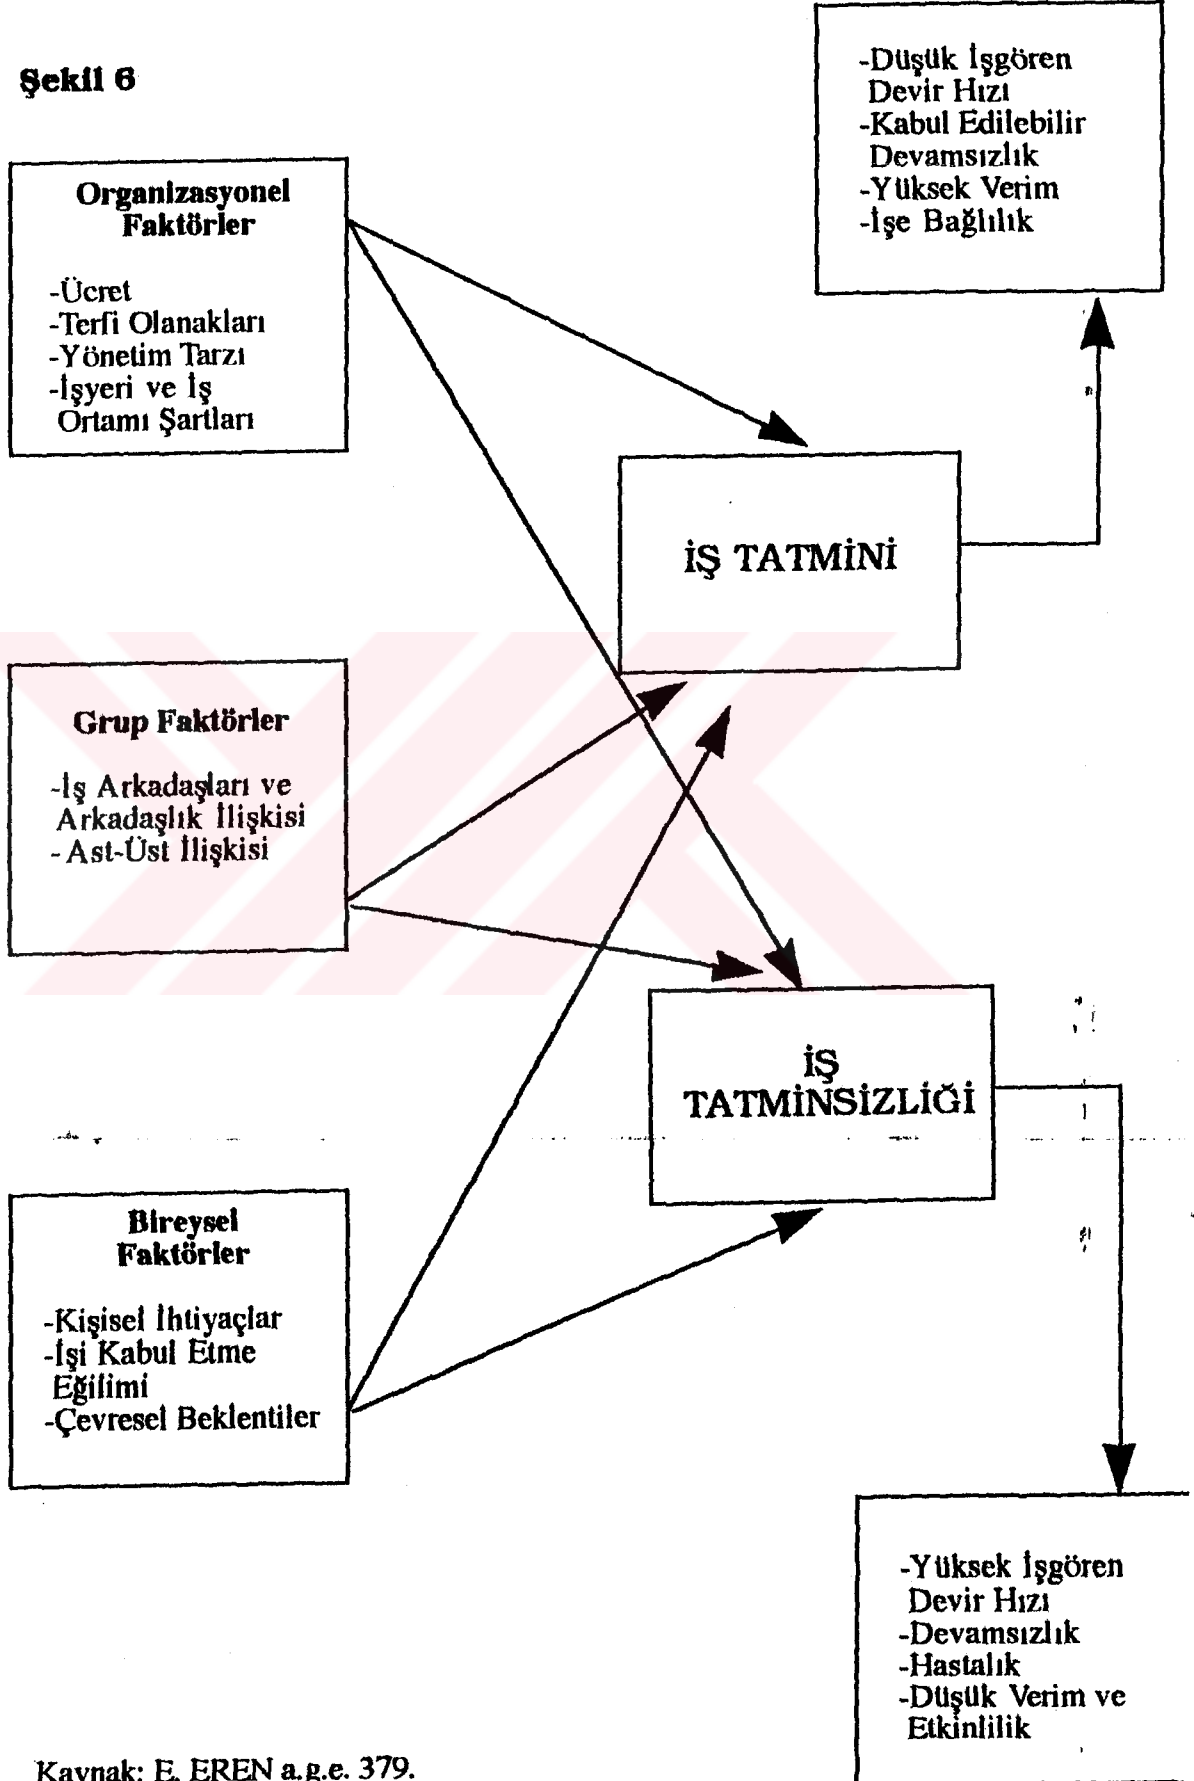 Şekil 6
-Düşük İşgören
Devir Hızı
-Kabul Edilebilir
Devamsızlık
-Yüksek Verim
-İşe Bağlılık
Organizasyonel
Faktörler
-Ücret
-Terfi Olanakları
-Yönetim Tarzı
-İşyeri ve İş
Ortamı Şartları
İŞ TATMİNİ
Grup Faktörler
-İş Arkadaşları ve
Arkadaşlık İlişkisi
-Ast-Üst İlişkisi
İŞ
TATMİNSİZLİĞİ
Bireysel
Faktörler
-Kişisel İhtiyaçlar
-İşi Kabul Etme
Eğilimi
-Çevresel Beklentiler
-Yüksek İşgören
Devir Hızı
-Devamsızlık
-Hastalık
-Düşük Verim ve
Etkinlilik
Kaynak: E. EREN a.g.e. 379.